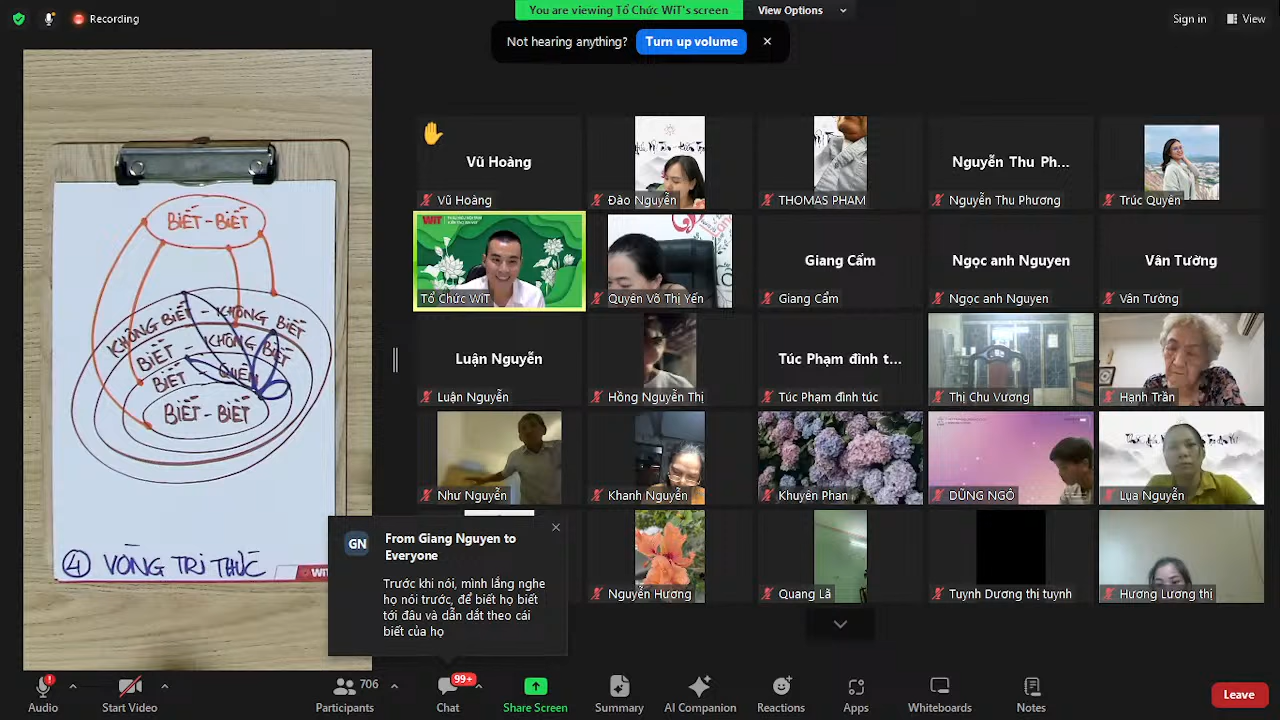 Recording
You are viewing Tổ Chức WiT's screen
View Options
Sign in
View
Not hearing anything?
Turn up volume
BIẾT - BIẾT
KHÔNG BIẾT - KHÔNG BIẾT
BIẾT - KHÔNG BIẾT
BIẾT - QUÊN
BIẾT - BIẾT
④ VÒNG TRI THỨC
WiT
Vũ Hoàng
Vũ Hoàng
Đào Nguyễn
THOMAS PHAM
Nguyễn Thu Ph...
Nguyễn Thu Phương
Trúc Quyên
WiT
Tổ Chức WiT
Quyên Võ Thị Yến
Giang Cẩm
Giang Cẩm
Ngọc anh Nguyen
Ngọc anh Nguyen
Vân Tường
Vân Tường
Luận Nguyễn
Luận Nguyễn
Hồng Nguyễn Thị
Túc Phạm đình t...
Túc Phạm đình túc
Thị Chu Vương
Hạnh Trần
Như Nguyễn
Khanh Nguyễn
Khuyên Phan
DŨNG NGÔ
Lụa Nguyễn
GN
From Giang Nguyen to
Everyone
Trước khi nói, mình lắng nghe
họ nói trước, để biết họ biết
tới đâu và dẫn dắt theo cái
biết của họ
Nguyễn Hương
Quang Lã
Tuynh Dương thị tuynh
Hương Lương thị
Audio
Start Video
706
Participants
99+
Chat
Share Screen
Summary
AI Companion
Reactions
Apps
Whiteboards
Notes
Leave